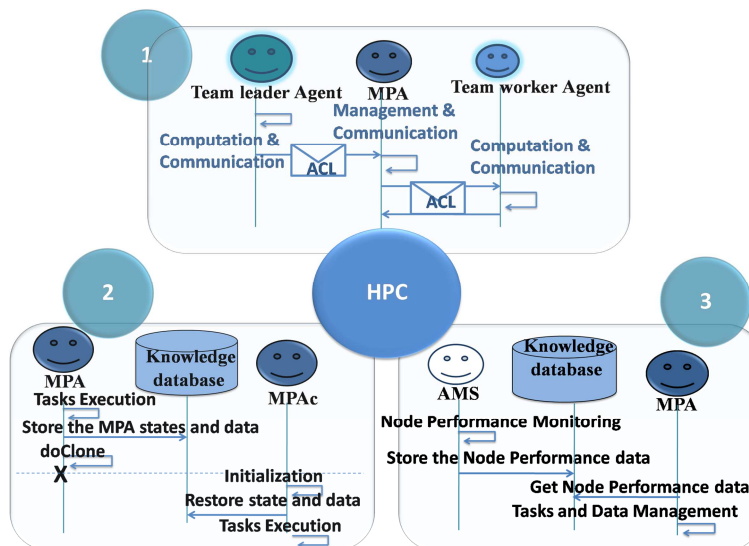 1
Team leader Agent
MPA
Team worker Agent
Management &
Communication
Computation &
Communication
Computation &
Communication
ACL
ACL
HPC
2
MPA
Knowledge
database
MPAc
Tasks Execution
Store the MPA states and data
doClone
X
Initialization
Restore state and data
Tasks Execution
3
AMS
Knowledge
database
MPA
Node Performance Monitoring
Store the Node Performance data
Get Node Performance data
Tasks and Data Management